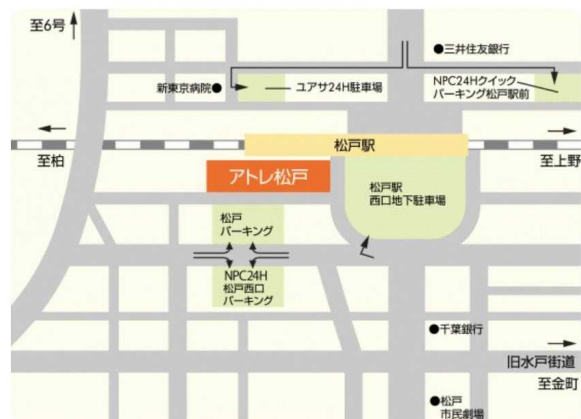 至6号
三井住友銀行
新東京病院
ユアサ24H駐車場
NPC24Hクイック
パーキング松戸駅前
松戸駅
至柏
至上野
アトレ松戸
松戸駅
西口地下駐車場
松戸
パーキング
NPC24H
松戸西口
パーキング
千葉銀行
旧水戸街道
至金町
松戸
市民劇場